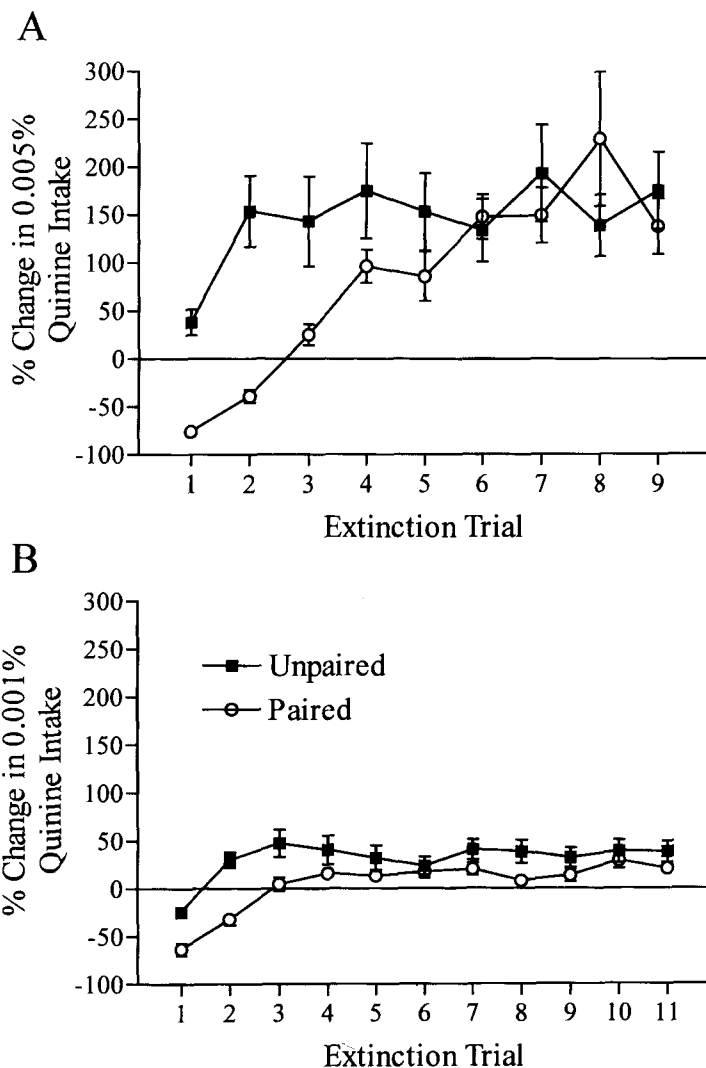 A
% Change in 0.005%
Quinine Intake
300
250
200
150
100
50
0
-50
-100
1 2 3 4 5 6 7 8 9
Extinction Trial
B
% Change in 0.001%
Quinine Intake
300
250
200
150
100
50
0
-50
-100
Unpaired
Paired
1 2 3 4 5 6 7 8 9 10 11
Extinction Trial